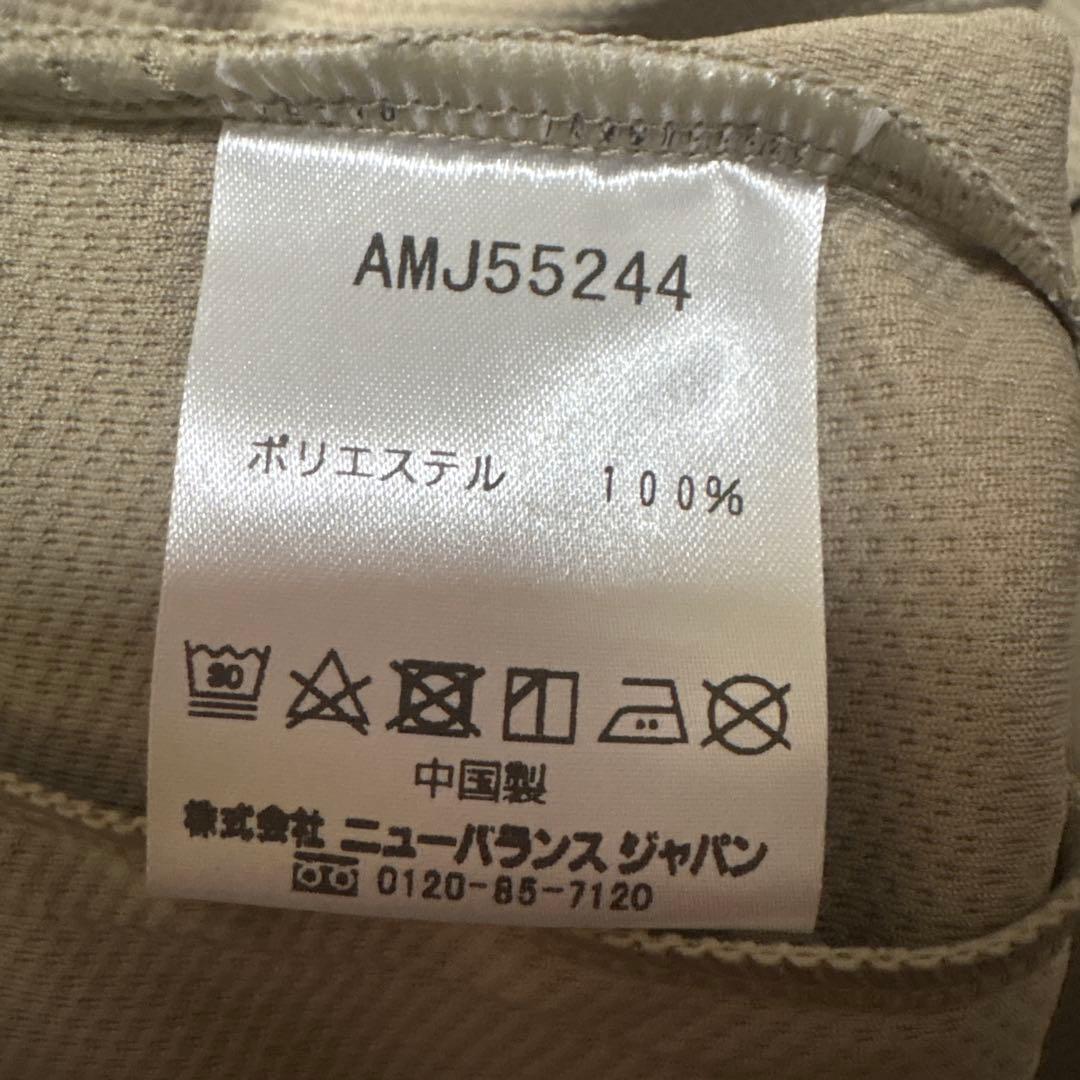 AMJ55244
ポリエステル 100%
30
中国製
株式会社 ニューバランス ジャパン
0120-85-7120